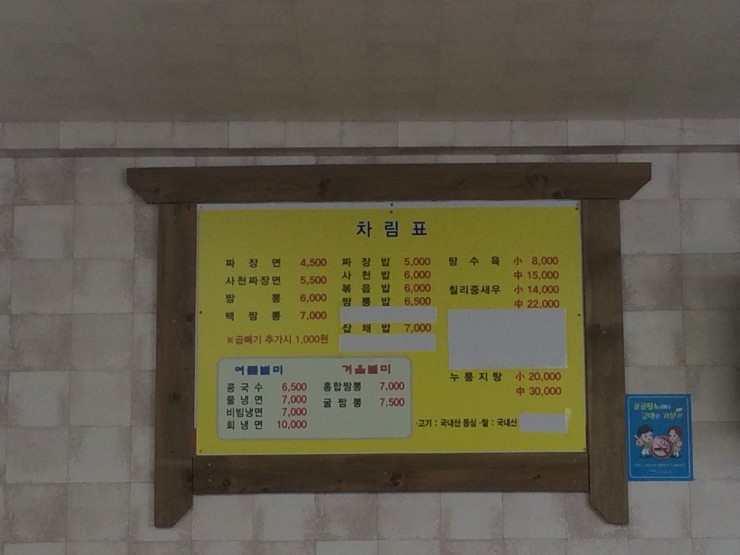 차림표
짜장면 4,500
사천짜장면 5,500
짬뽕 6,000
백짬뽕 7,000
※곱빼기 추가시 1,000원
짜장밥 5,000
사천밥 6,000
볶음밥 6,000
짬뽕밥 6,500
잡채밥 7,000
탕수육 小 8,000
中 15,000
칠리중새우 小 14,000
中 22,000
누룽지탕 小 20,000
中 30,000
여름별미
콩국수 6,500
물냉면 7,000
비빔냉면 7,000
회냉면 10,000
겨울별미
홍합짬뽕 7,000
굴짬뽕 7,500
·고기 : 국내산 등심 ·쌀 : 국내산